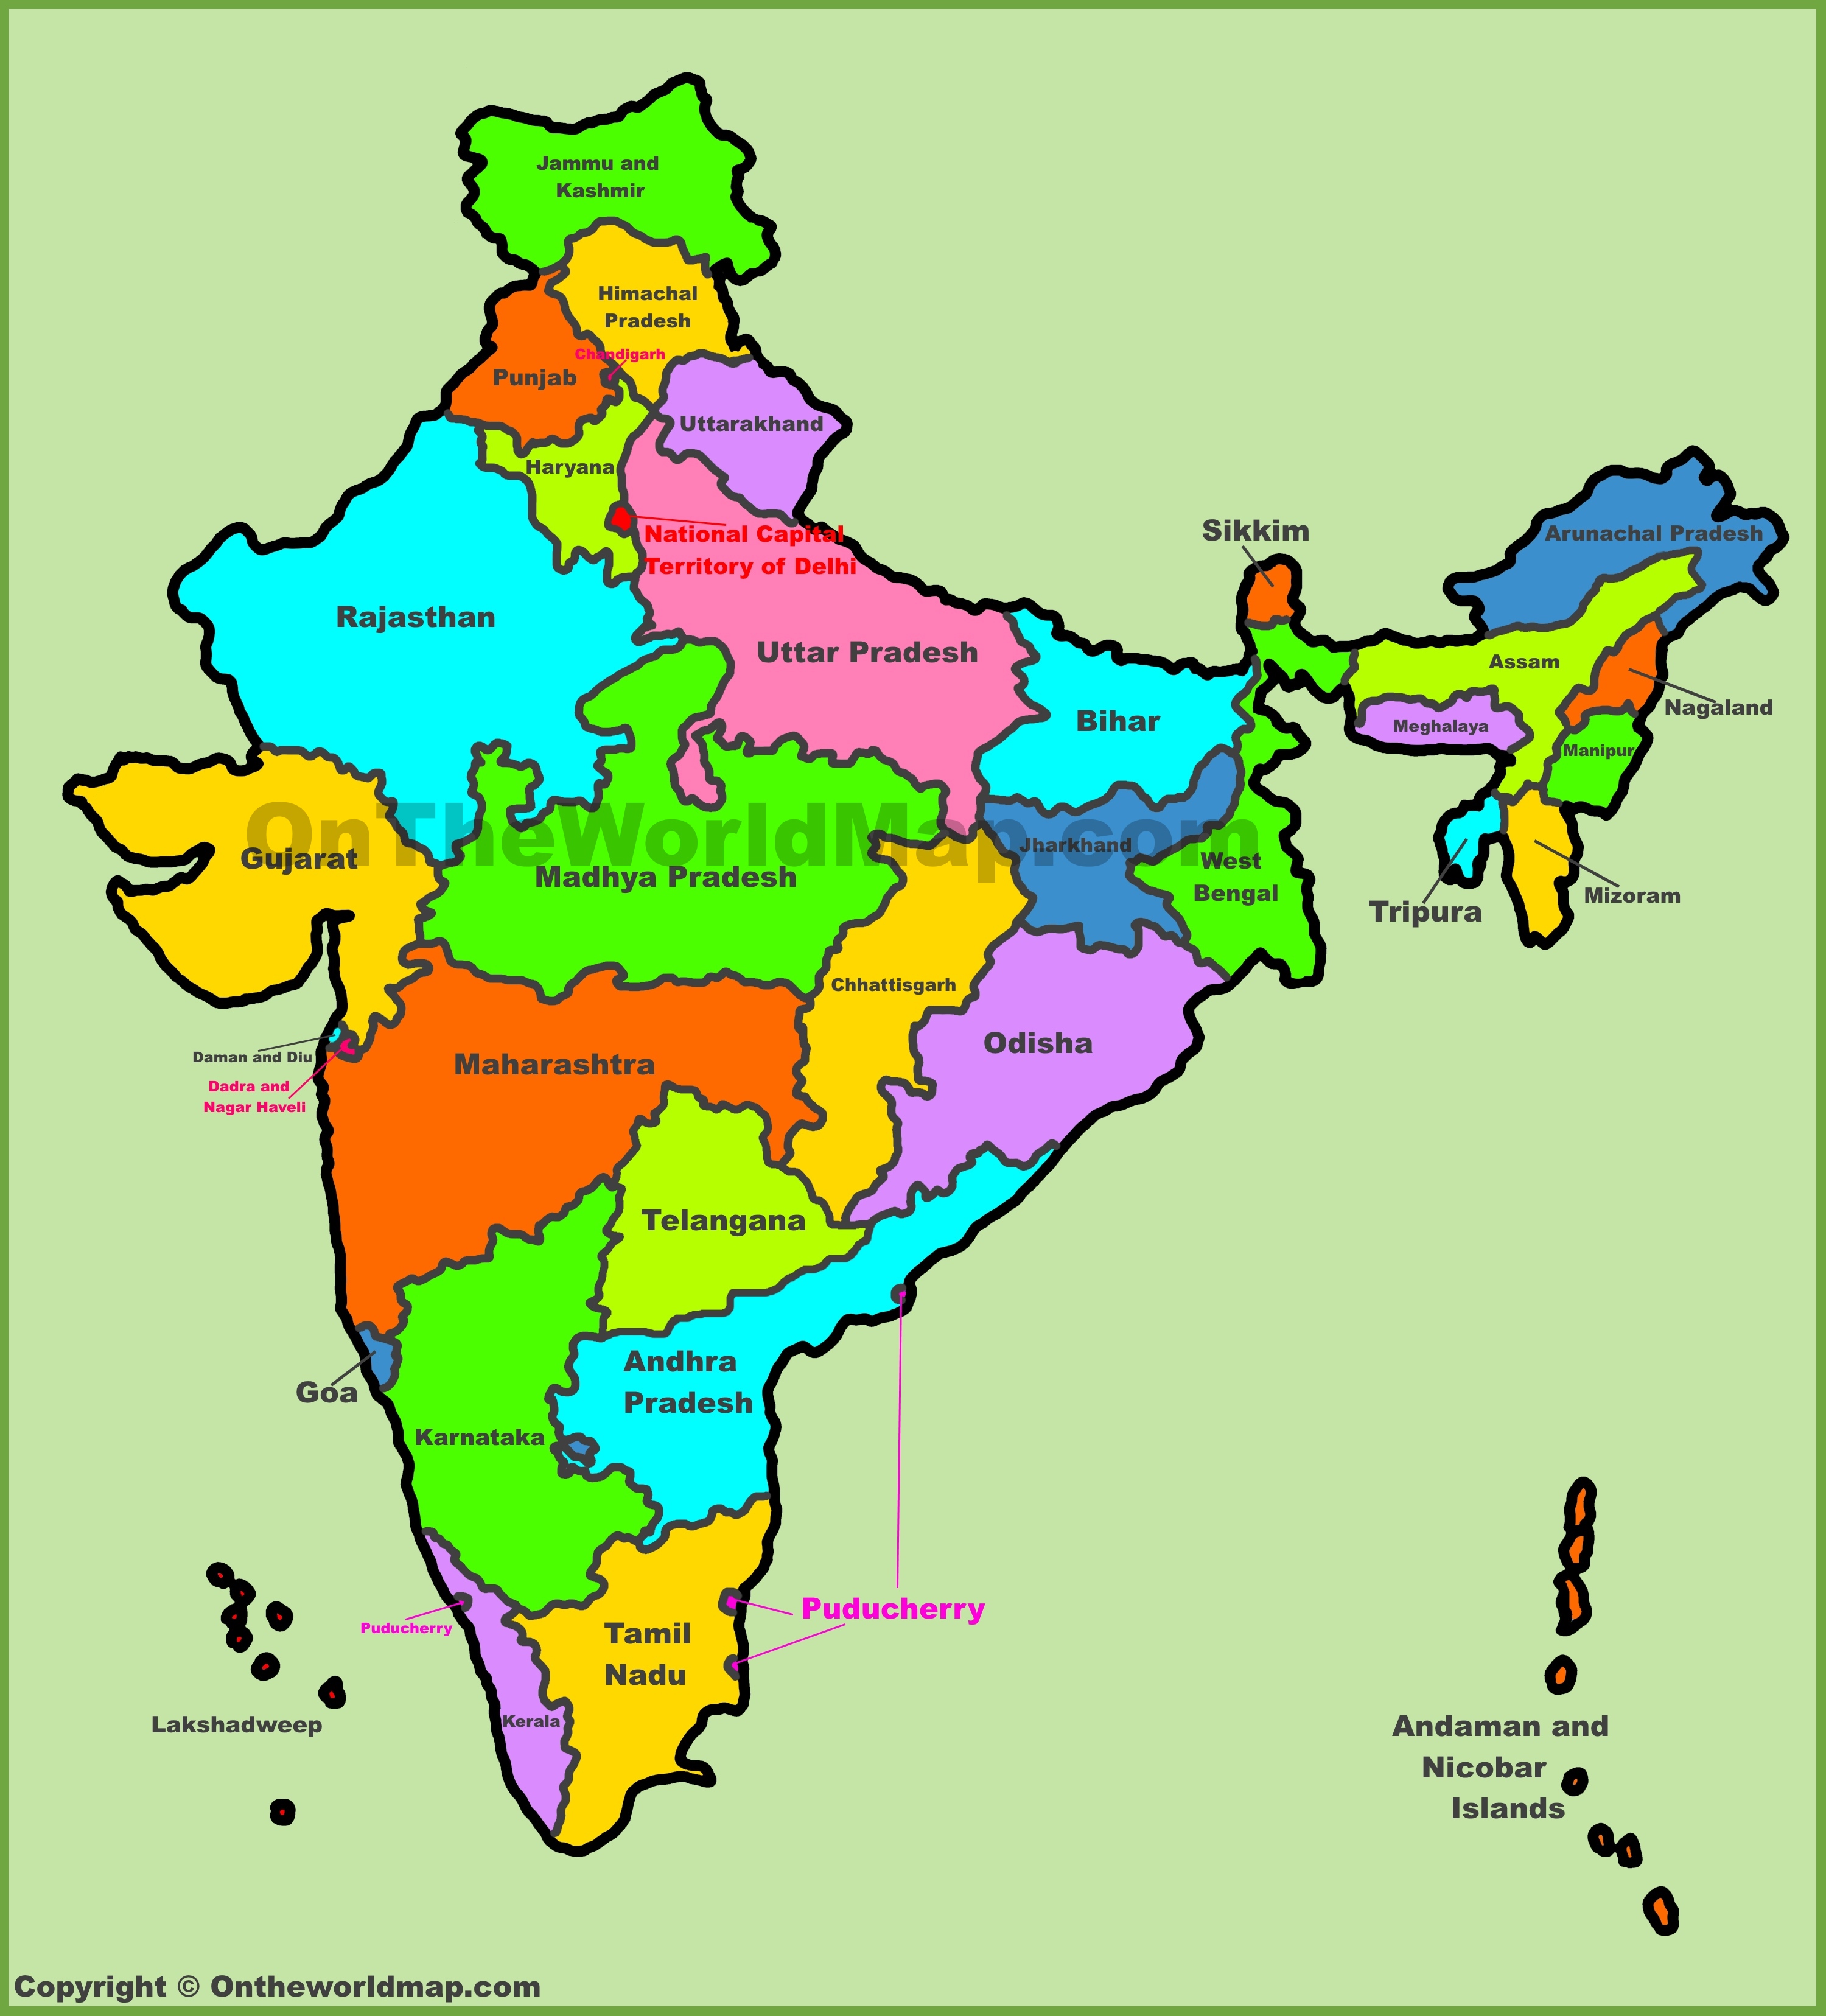 Jammu and
Kashmir
Himachal
Pradesh
Chandigarh
Punjab
Uttarakhand
Haryana
National Capital
Territory of Delhi
Sikkim
Arunachal Pradesh
Rajasthan
Uttar Pradesh
Assam
Nagaland
Bihar
Meghalaya
Manipur
OnTheWorldMap.com
Gujarat
Jharkhand
West
Bengal
Madhya Pradesh
Mizoram
Tripura
Chhattisgarh
Odisha
Daman and Diu
Maharashtra
Dadra and
Nagar Haveli
Telangana
Andhra
Pradesh
Goa
Karnataka
Puducherry
Puducherry
Tamil
Nadu
Kerala
Lakshadweep
Andaman and
Nicobar
Islands
Copyright © Ontheworldmap.com